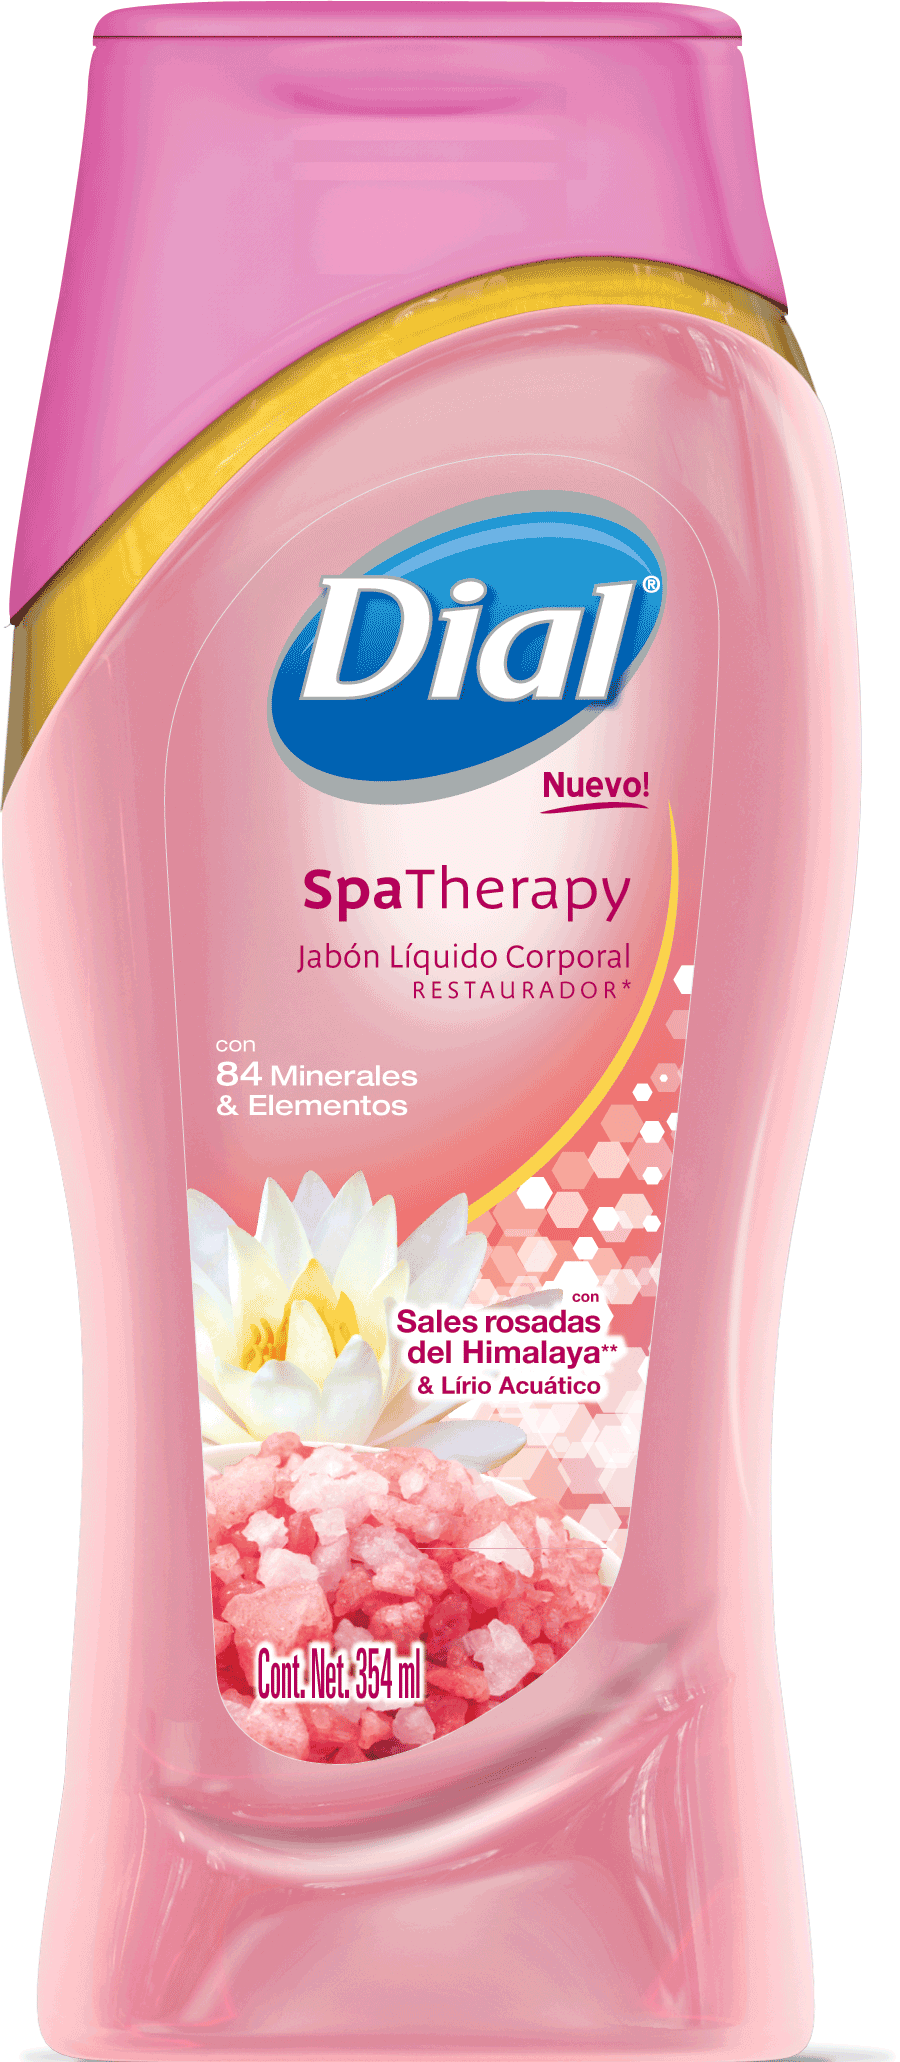 Dial®
Nuevo!
SpaTherapy
Jabón Líquido Corporal
RESTAURADOR*
con
84 Minerales
& Elementos
con
Sales rosadas
del Himalaya**
& Lírio Acuático
Cont. Net. 354 ml